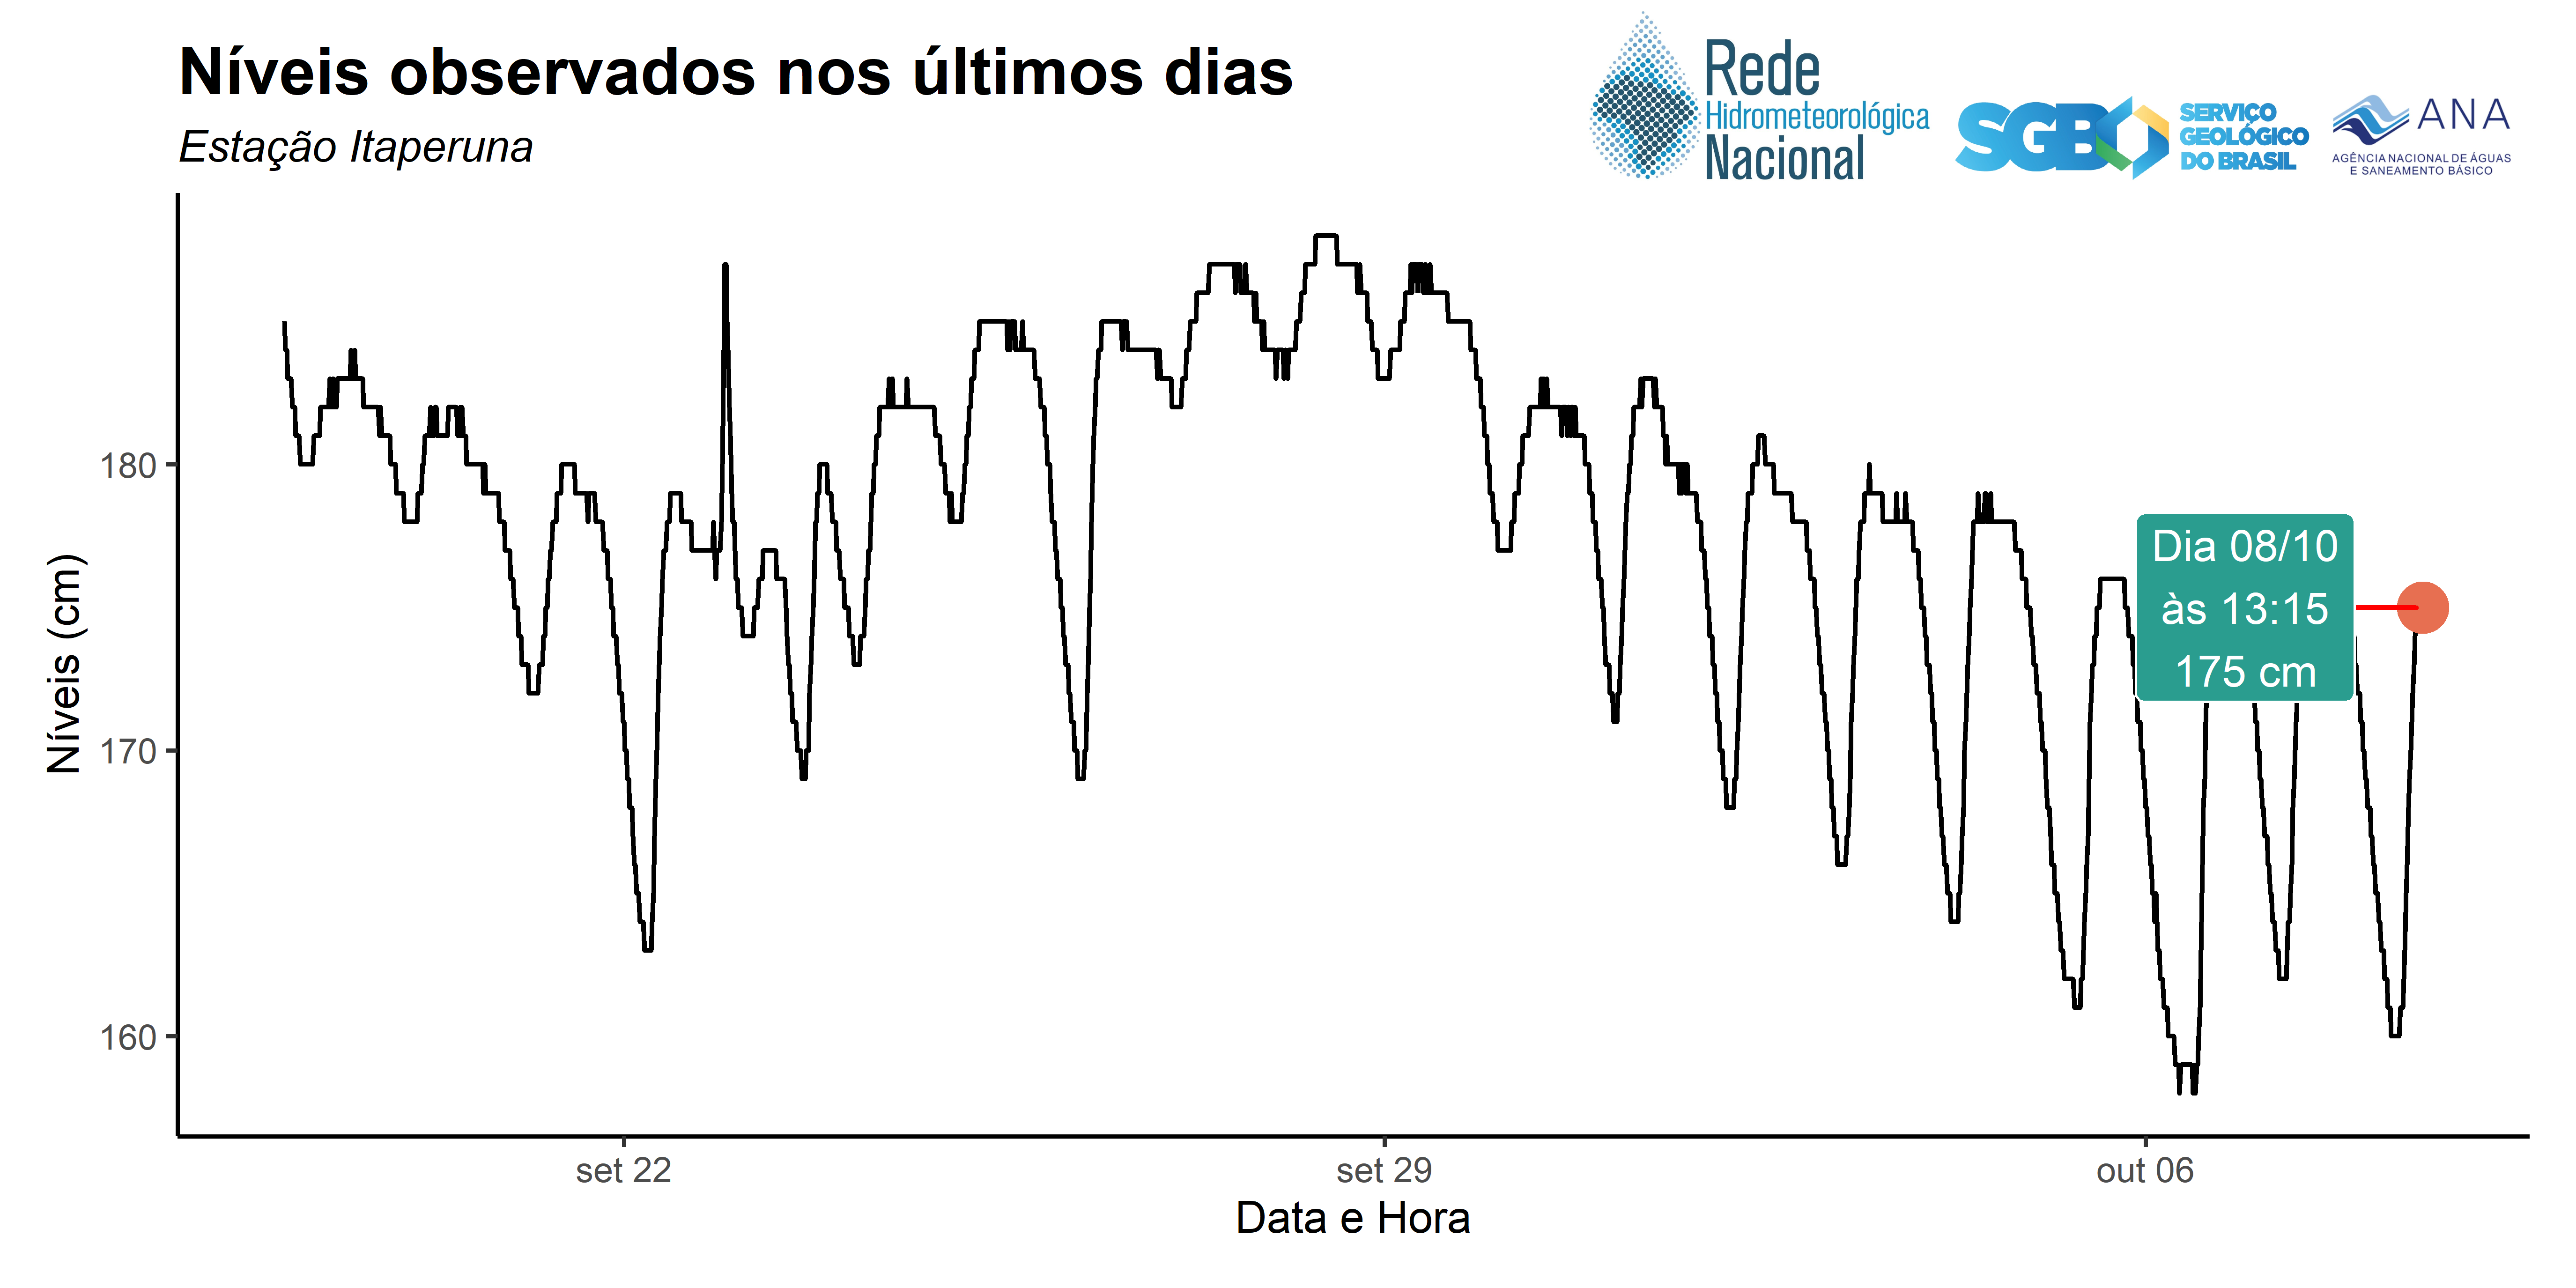 Níveis observados nos últimos dias
Estação Itaperuna
Rede
Hidrometeorológica
Nacional
SGB
SERVIÇO
GEOLÓGICO
DO BRASIL
ANA
AGÊNCIA NACIONAL DE ÁGUAS
E SANEAMENTO BÁSICO
Níveis (cm)
180
170
160
Dia 08/10
às 13:15
175 cm
set 22
set 29
out 06
Data e Hora